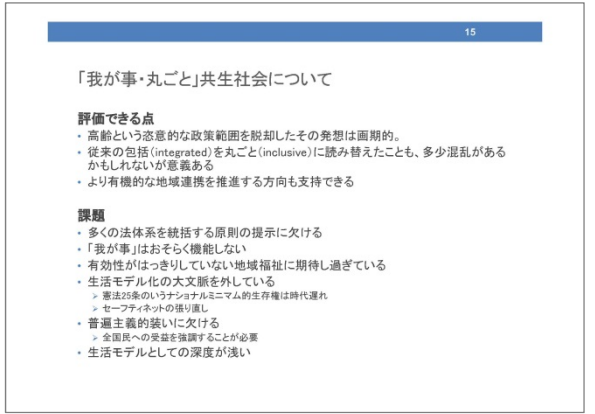 15
「我が事・丸ごと」共生社会について
評価できる点
• 高齢という恣意的な政策範囲を脱却したその発想は画期的。
• 従来の包括(integrated)を丸ごと(inclusive)に読み替えたことも、多少混乱がある
かもしれないが意義ある
• より有機的な地域連携を推進する方向も支持できる
課題
• 多くの法体系を統括する原則の提示に欠ける
• 「我が事」はおそらく機能しない
• 有効性がはっきりしていない地域福祉に期待し過ぎている
• 生活モデル化の大文脈を外している
➢ 憲法25条のいうナショナルミニマム的生存権は時代遅れ
➢ セーフティネットの張り直し
• 普遍主義的装いに欠ける
➢ 全国民への受益を強調することが必要
• 生活モデルとしての深度が浅い